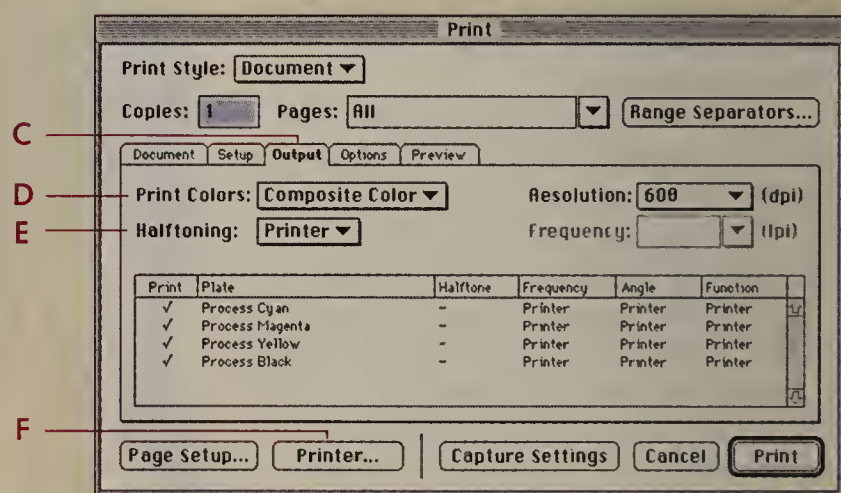 Print
Print Style: Document
Copies: 1 Pages: All Range Separators...
C
Document Setup Output Options Preview
D Print Colors: Composite Color Resolution: 600 (dpi)
E Halftoning: Printer Frequency: (lpi)
Print Plate Halftone Frequency Angle Function
✓ Process Cyan - Printer Printer Printer
✓ Process Magenta - Printer Printer Printer
✓ Process Yellow - Printer Printer Printer
✓ Process Black - Printer Printer Printer
F
Page Setup... Printer... Capture Settings Cancel Print